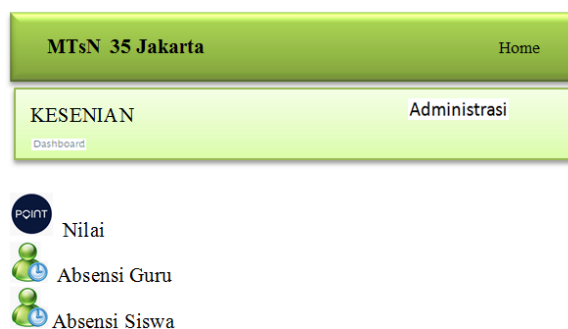 MTsN 35 Jakarta Home
KESENIAN Administrasi
Dashboard
POINT Nilai
Absensi Guru
Absensi Siswa